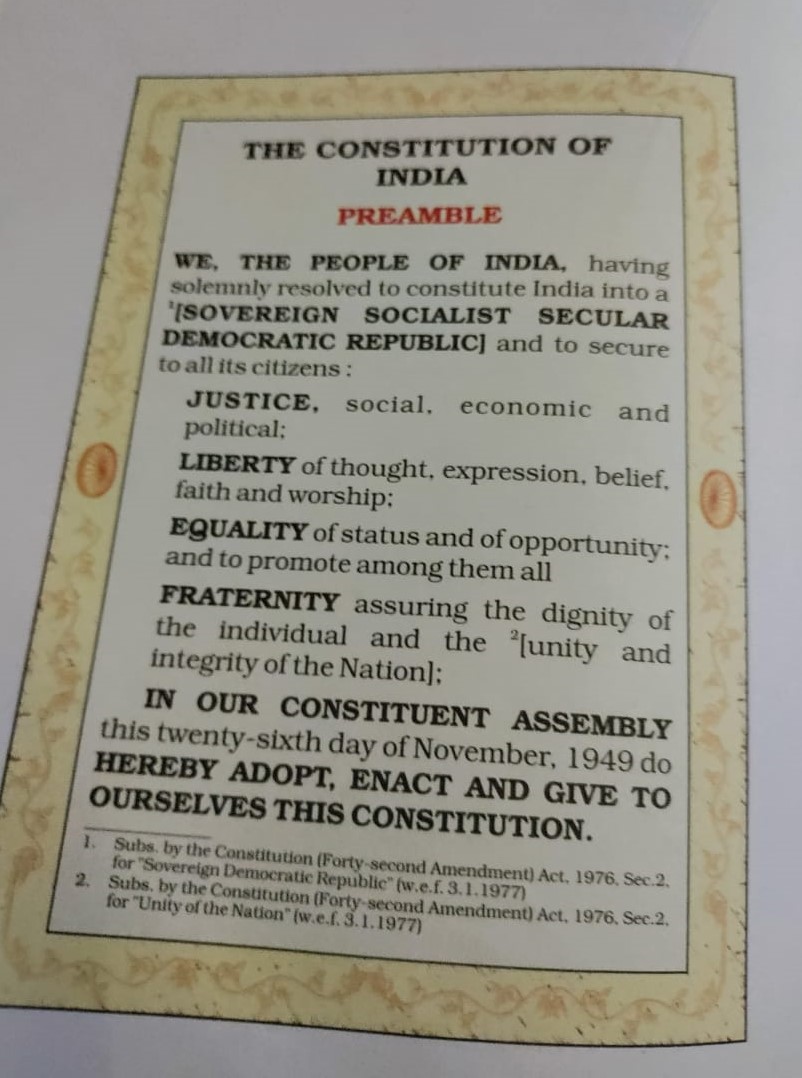 THE CONSTITUTION OF
INDIA
PREAMBLE
WE, THE PEOPLE OF INDIA, having
solemnly resolved to constitute India into a
¹[SOVEREIGN SOCIALIST SECULAR
DEMOCRATIC REPUBLIC] and to secure
to all its citizens :
JUSTICE, social, economic and
political;
LIBERTY of thought, expression, belief,
faith and worship;
EQUALITY of status and of opportunity;
and to promote among them all
FRATERNITY assuring the dignity of
the individual and the ²[unity and
integrity of the Nation];
IN OUR CONSTITUENT ASSEMBLY
this twenty-sixth day of November, 1949 do
HEREBY ADOPT, ENACT AND GIVE TO
OURSELVES THIS CONSTITUTION.
1. Subs. by the Constitution (Forty-second Amendment) Act, 1976, Sec.2,
for "Sovereign Democratic Republic" (w.e.f. 3.1.1977)
2. Subs. by the Constitution (Forty-second Amendment) Act, 1976, Sec.2,
for "Unity of the Nation" (w.e.f. 3.1.1977)